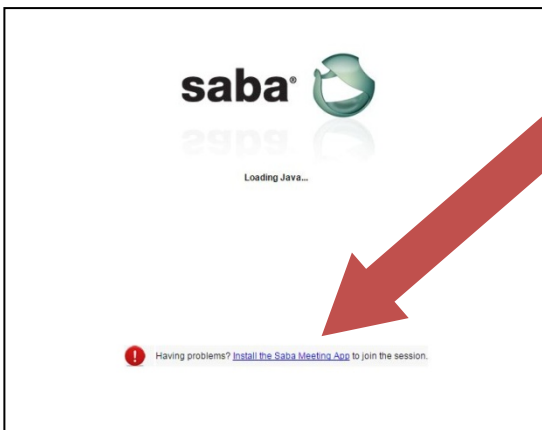 saba®
Loading Java...
! Having problems? Install the Saba Meeting App to join the session.